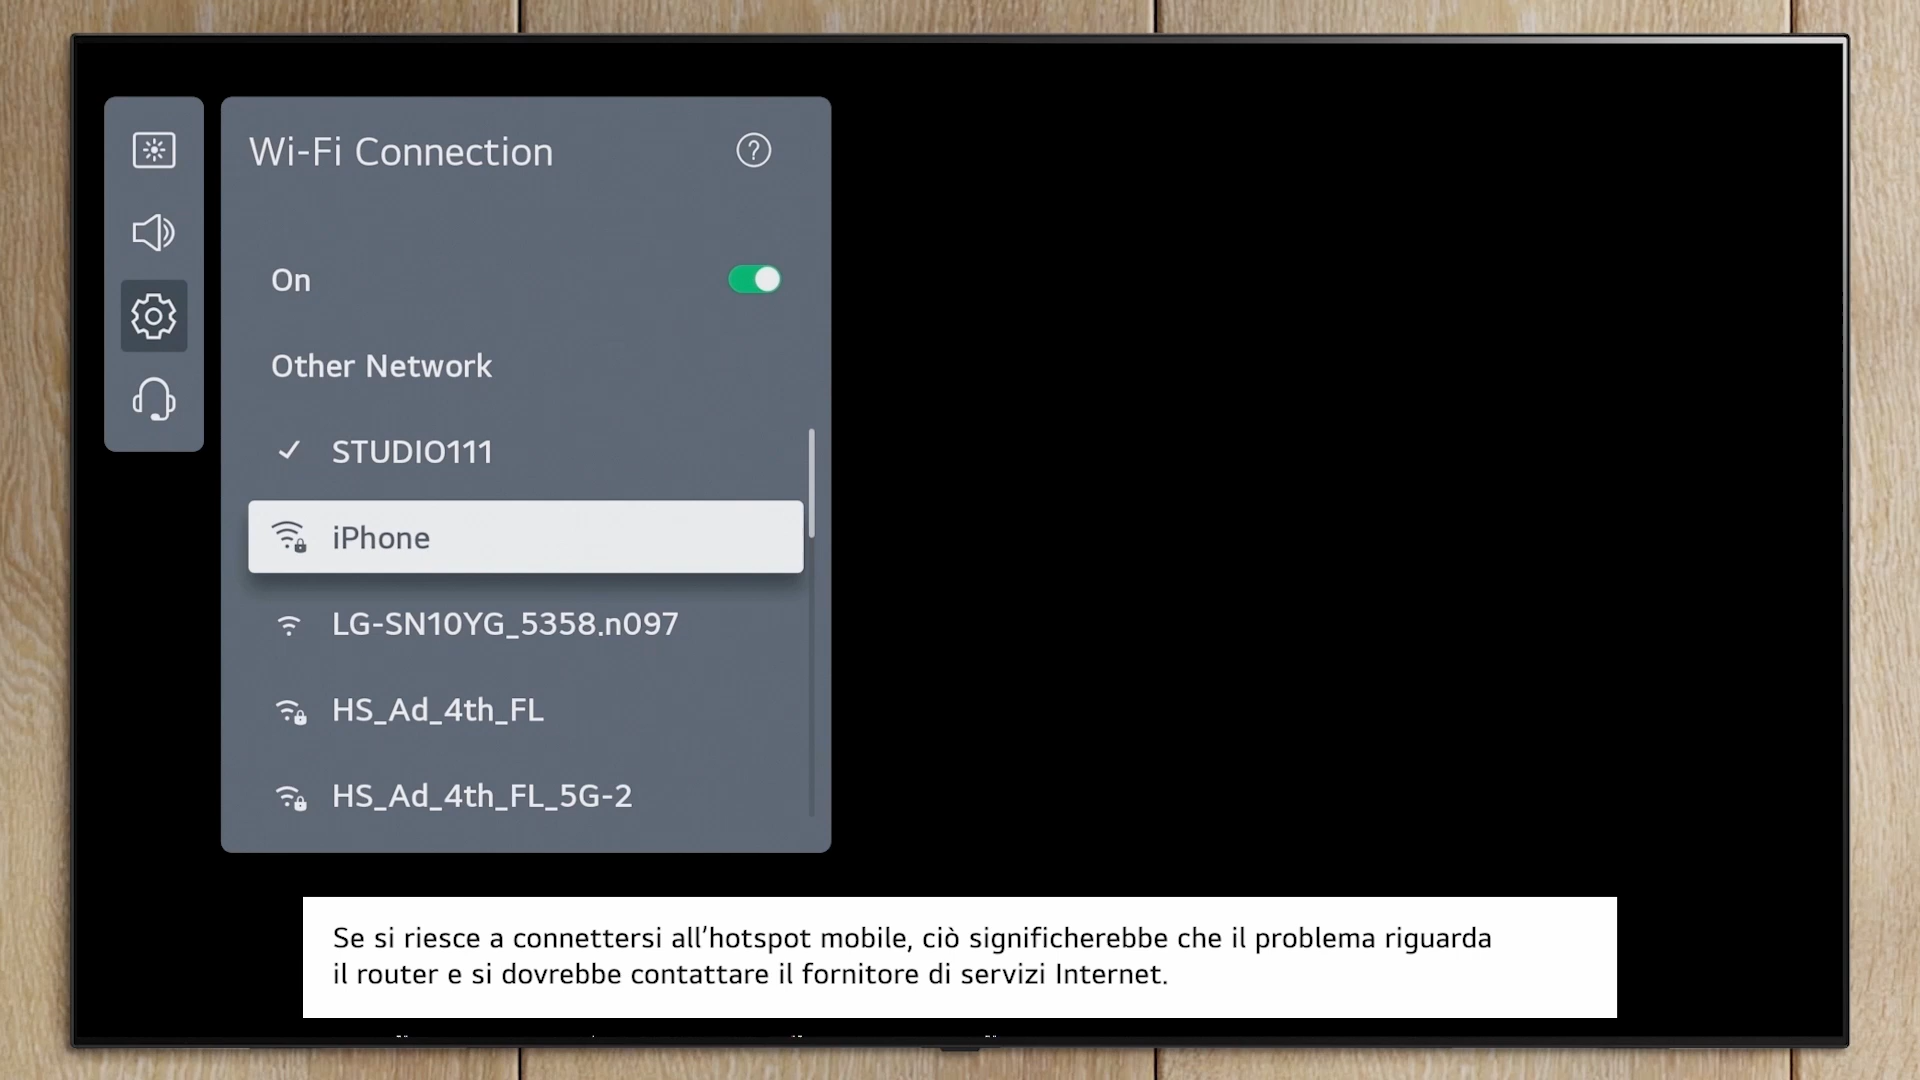 Wi-Fi Connection
On
Other Network
STUDIO111
iPhone
LG-SN10YG_5358.n097
HS_Ad_4th_FL
HS_Ad_4th_FL_5G-2
Se si riesce a connettersi all’hotspot mobile, ciò significherebbe che il problema riguarda
il router e si dovrebbe contattare il fornitore di servizi Internet.